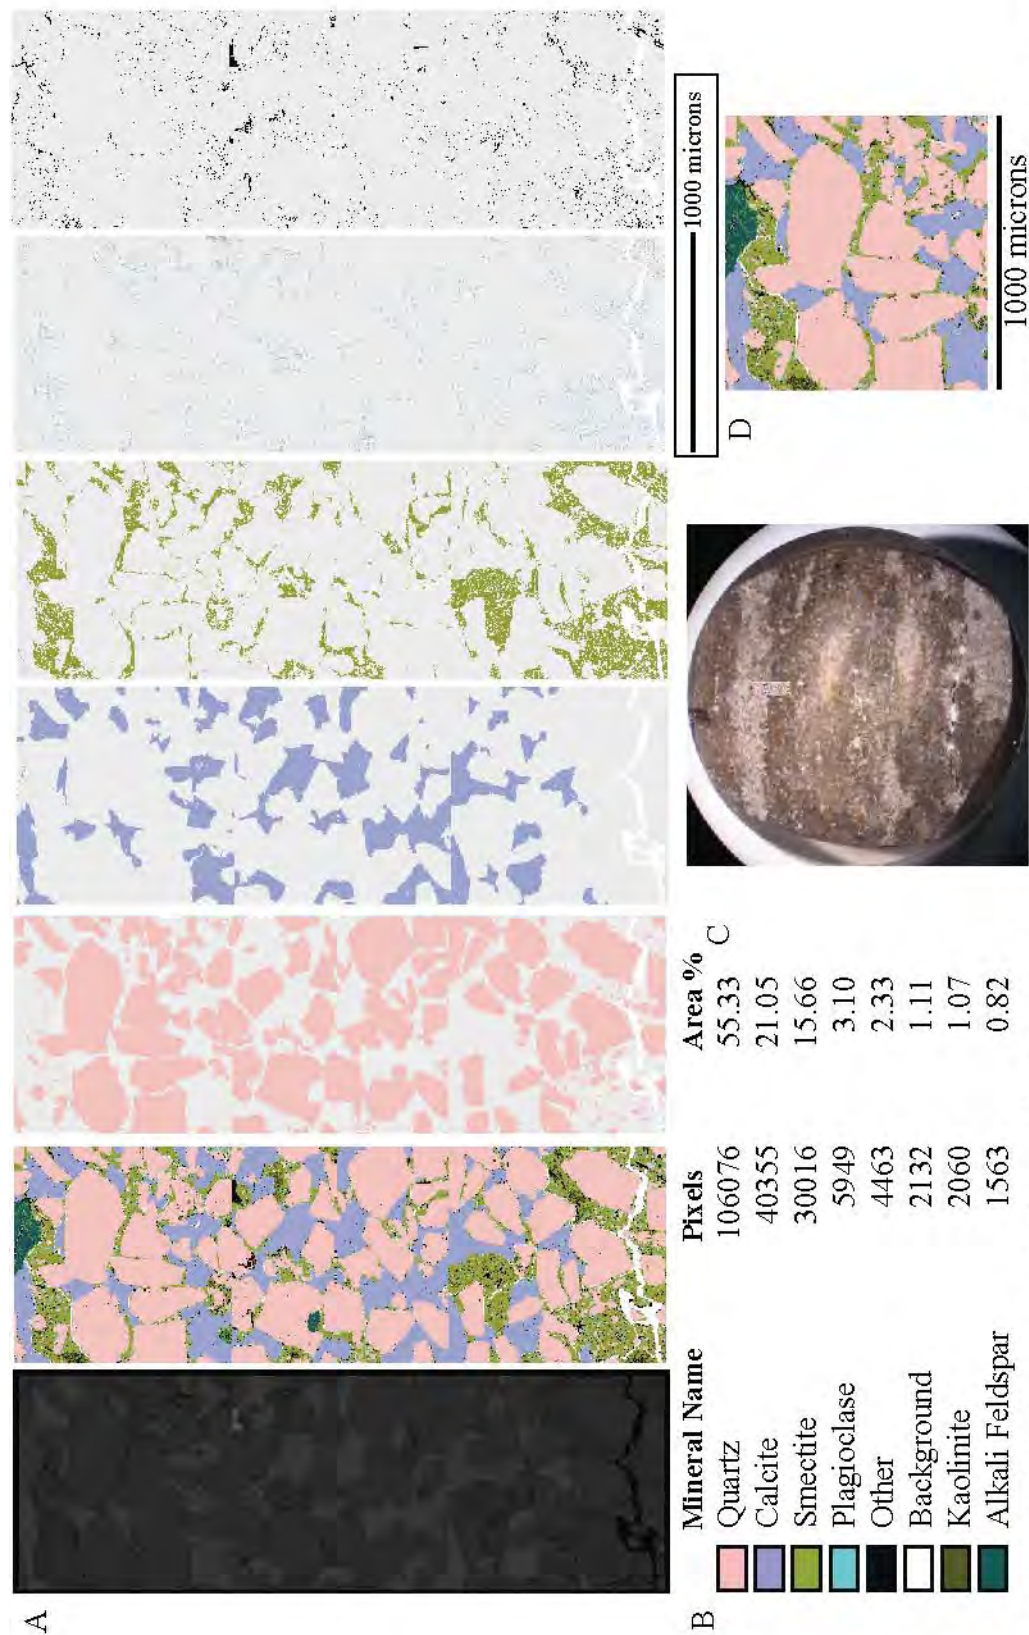 A
1000 microns
B
Mineral Name Pixels Area %
Quartz 106076 55.33
Calcite 40355 21.05
Smectite 30016 15.66
Plagioclase 5949 3.10
Other 4463 2.33
Background 2132 1.11
Kaolinite 2060 1.07
Alkali Feldspar 1563 0.82
C
D
1000 microns